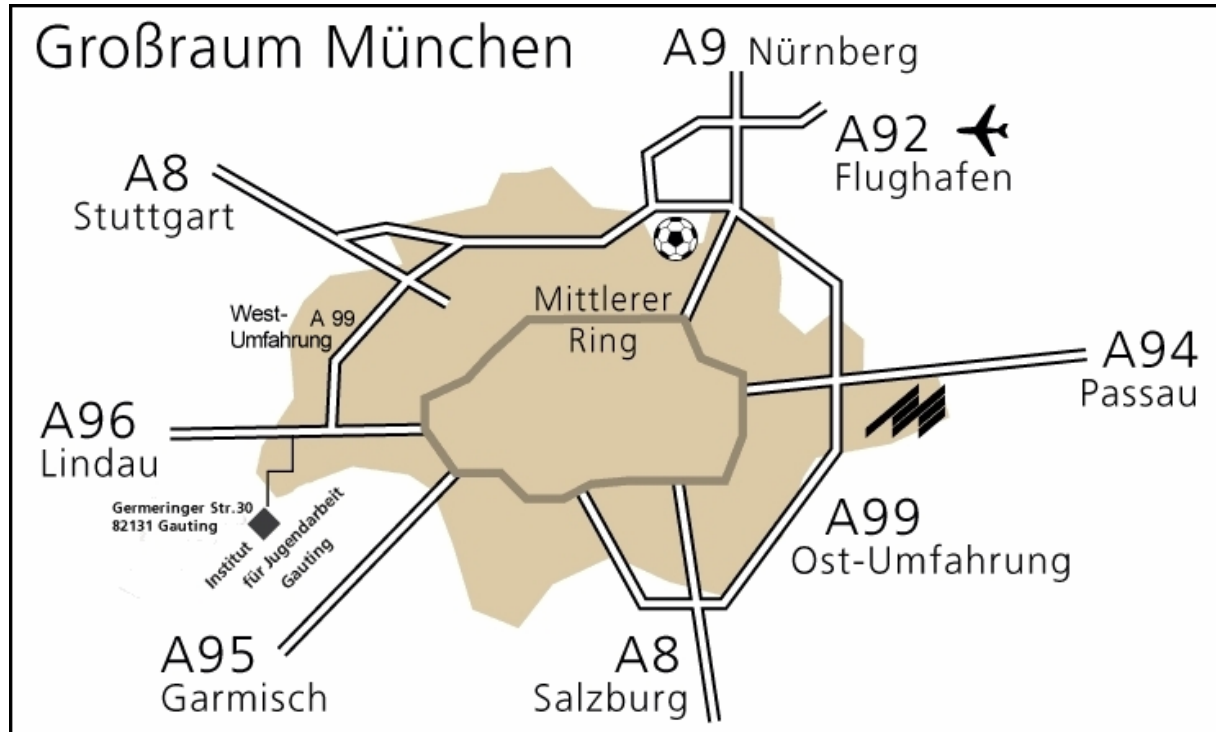 Großraum München
A9 Nürnberg
A92
Flughafen
A8
Stuttgart
West-
Umfahrung
A 99
Mittlerer
Ring
A94
Passau
A96
Lindau
Germeringer Str.30
82131 Gauting
Institut
für Jugendarbeit
Gauting
A99
Ost-Umfahrung
A95
Garmisch
A8
Salzburg